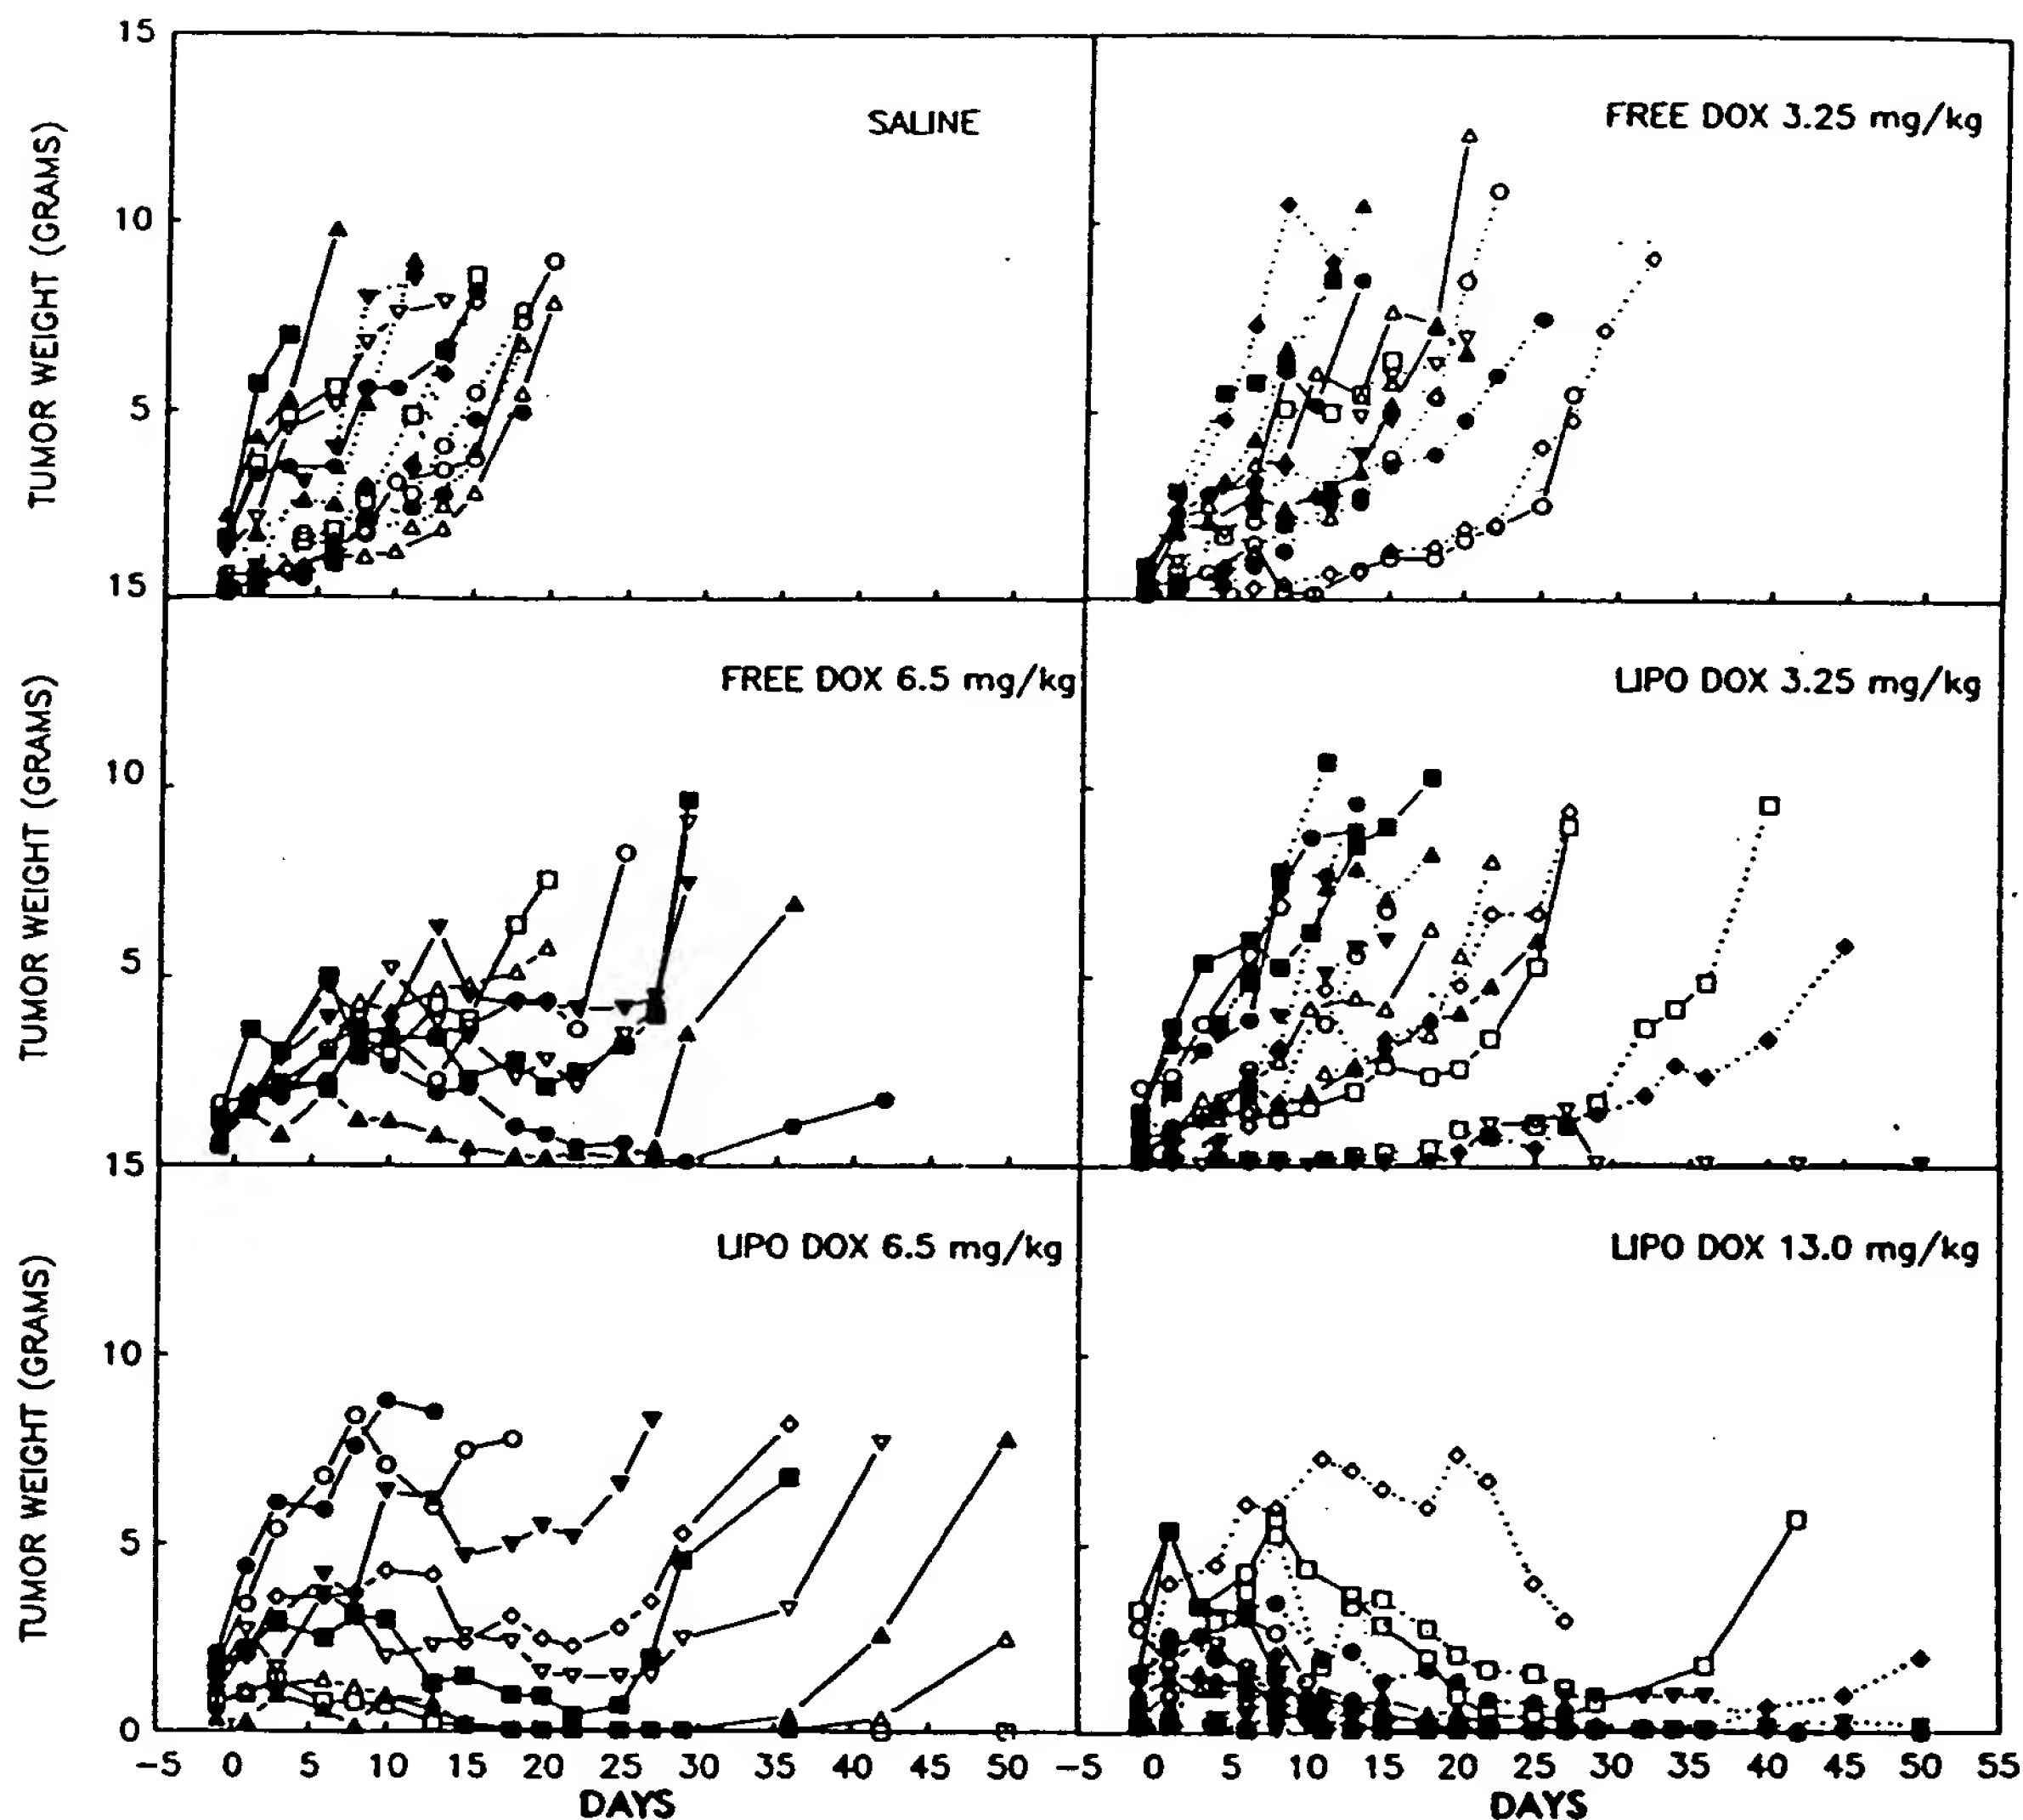 15
SALINE
FREE DOX 3.25 mg/kg
TUMOR WEIGHT (GRAMS)
10
5
15
FREE DOX 6.5 mg/kg
LIPO DOX 3.25 mg/kg
TUMOR WEIGHT (GRAMS)
10
5
15
LIPO DOX 6.5 mg/kg
LIPO DOX 13.0 mg/kg
TUMOR WEIGHT (GRAMS)
10
5
0
-5 0 5 10 15 20 25 30 35 40 45 50 -5 0 5 10 15 20 25 30 35 40 45 50 55
DAYS DAYS